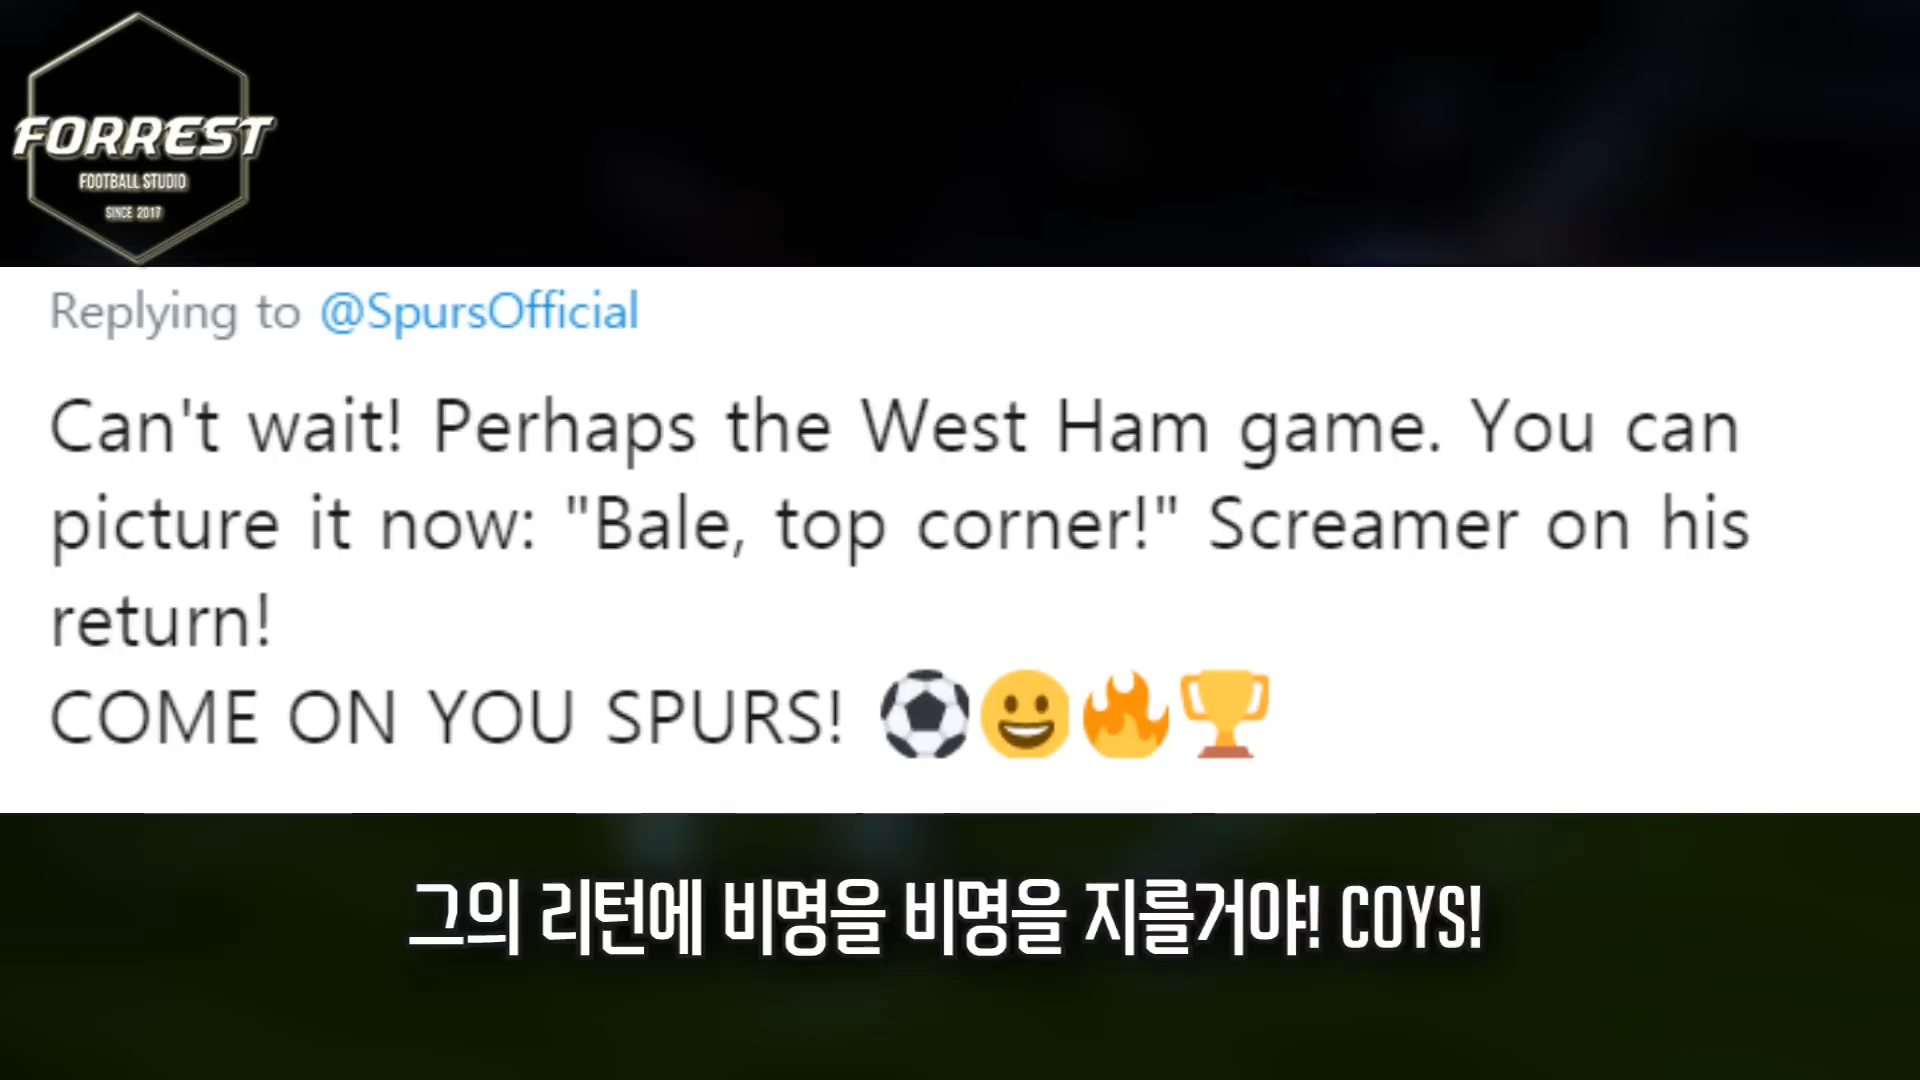 FORREST
FOOTBALL STUDIO
SINCE 2017
Replying to @SpursOfficial
Can't wait! Perhaps the West Ham game. You can
picture it now: "Bale, top corner!" Screamer on his
return!
COME ON YOU SPURS! ⚽😀🔥🏆
그의 리턴에 비명을 비명을 지를거야! COYS!